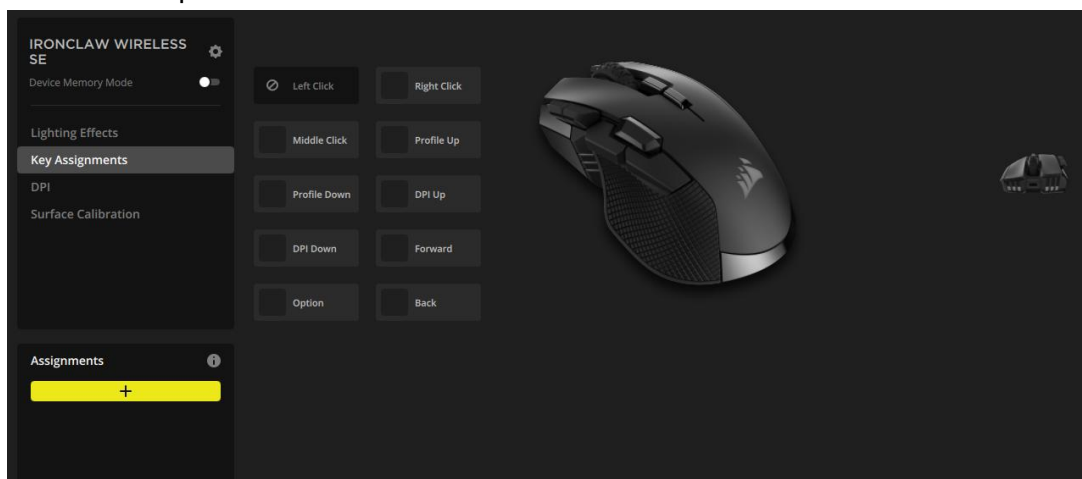 IRONCLAW WIRELESS
SE
Device Memory Mode
Lighting Effects
Key Assignments
DPI
Surface Calibration
Left Click
Right Click
Middle Click
Profile Up
Profile Down
DPI Up
DPI Down
Forward
Option
Back
Assignments
+